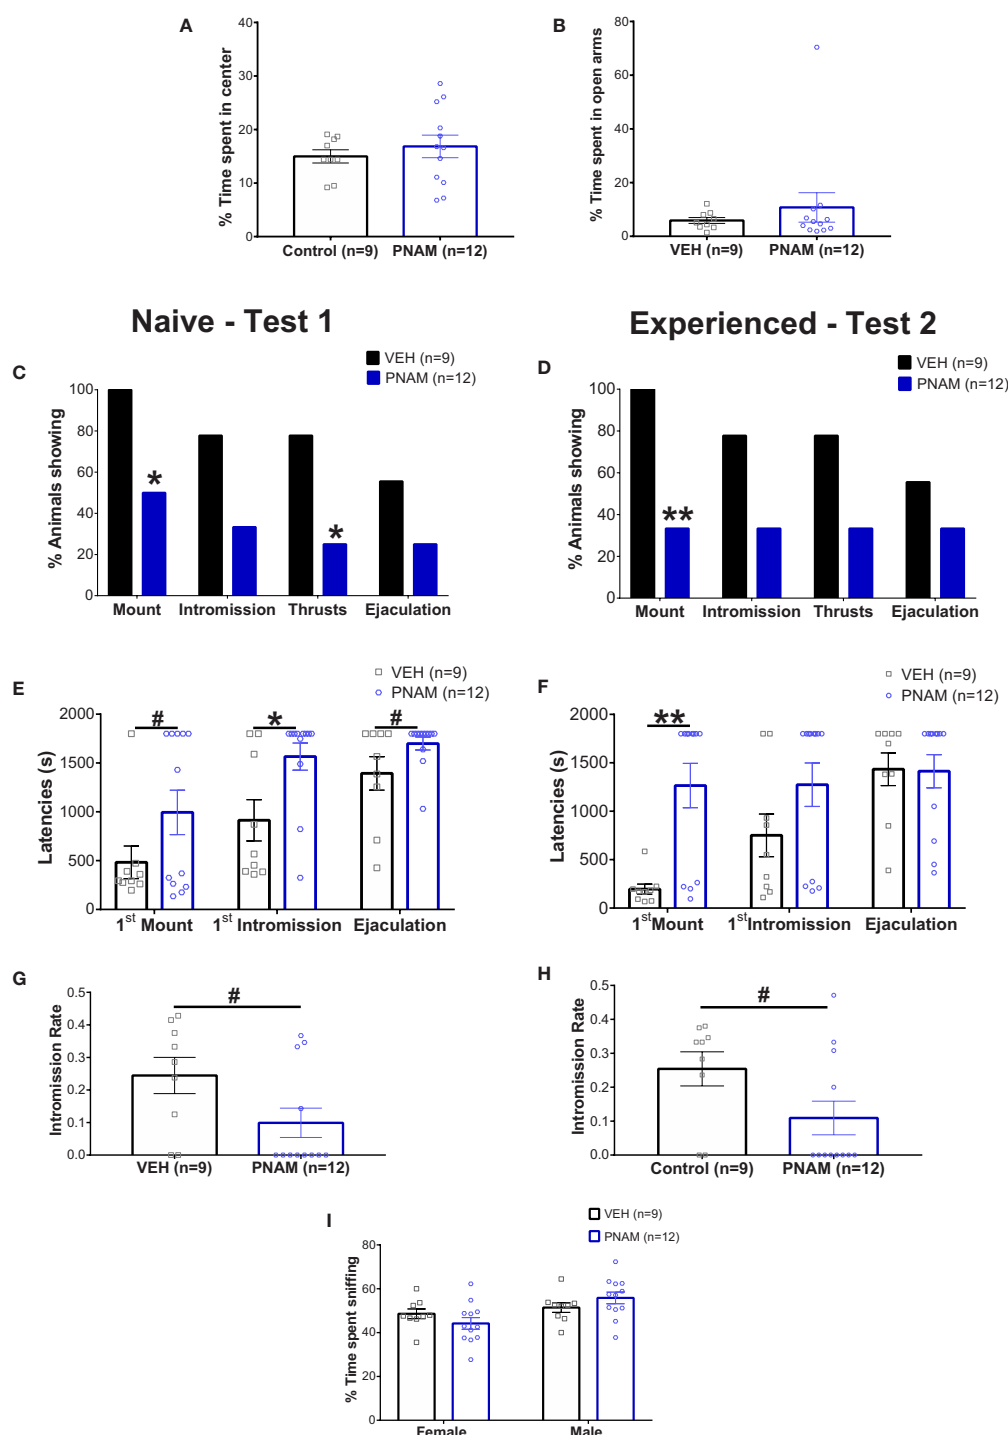 A
% Time spent in center
40
30
20
10
0
Control (n=9) PNAM (n=12)
B
% Time spent in open arms
80
60
40
20
0
VEH (n=9) PNAM (n=12)
Naive - Test 1
Experienced - Test 2
C
VEH (n=9)
PNAM (n=12)
% Animals showing
100
80
60
40
20
0
*
*
Mount Intromission Thrusts Ejaculation
D
VEH (n=9)
PNAM (n=12)
% Animals showing
100
80
60
40
20
0
**
Mount Intromission Thrusts Ejaculation
E
VEH (n=9)
PNAM (n=12)
Latencies (s)
2000
1500
1000
500
0
# * #
1st Mount 1st Intromission Ejaculation
F
VEH (n=9)
PNAM (n=12)
Latencies (s)
2000
1500
1000
500
0
**
1st Mount 1st Intromission Ejaculation
G
Intromission Rate
0.5
0.4
0.3
0.2
0.1
0.0
#
VEH (n=9) PNAM (n=12)
H
Intromission Rate
0.5
0.4
0.3
0.2
0.1
0.0
#
Control (n=9) PNAM (n=12)
I
VEH (n=9)
PNAM (n=12)
% Time spent sniffing
80
60
40
20
0
Female Male